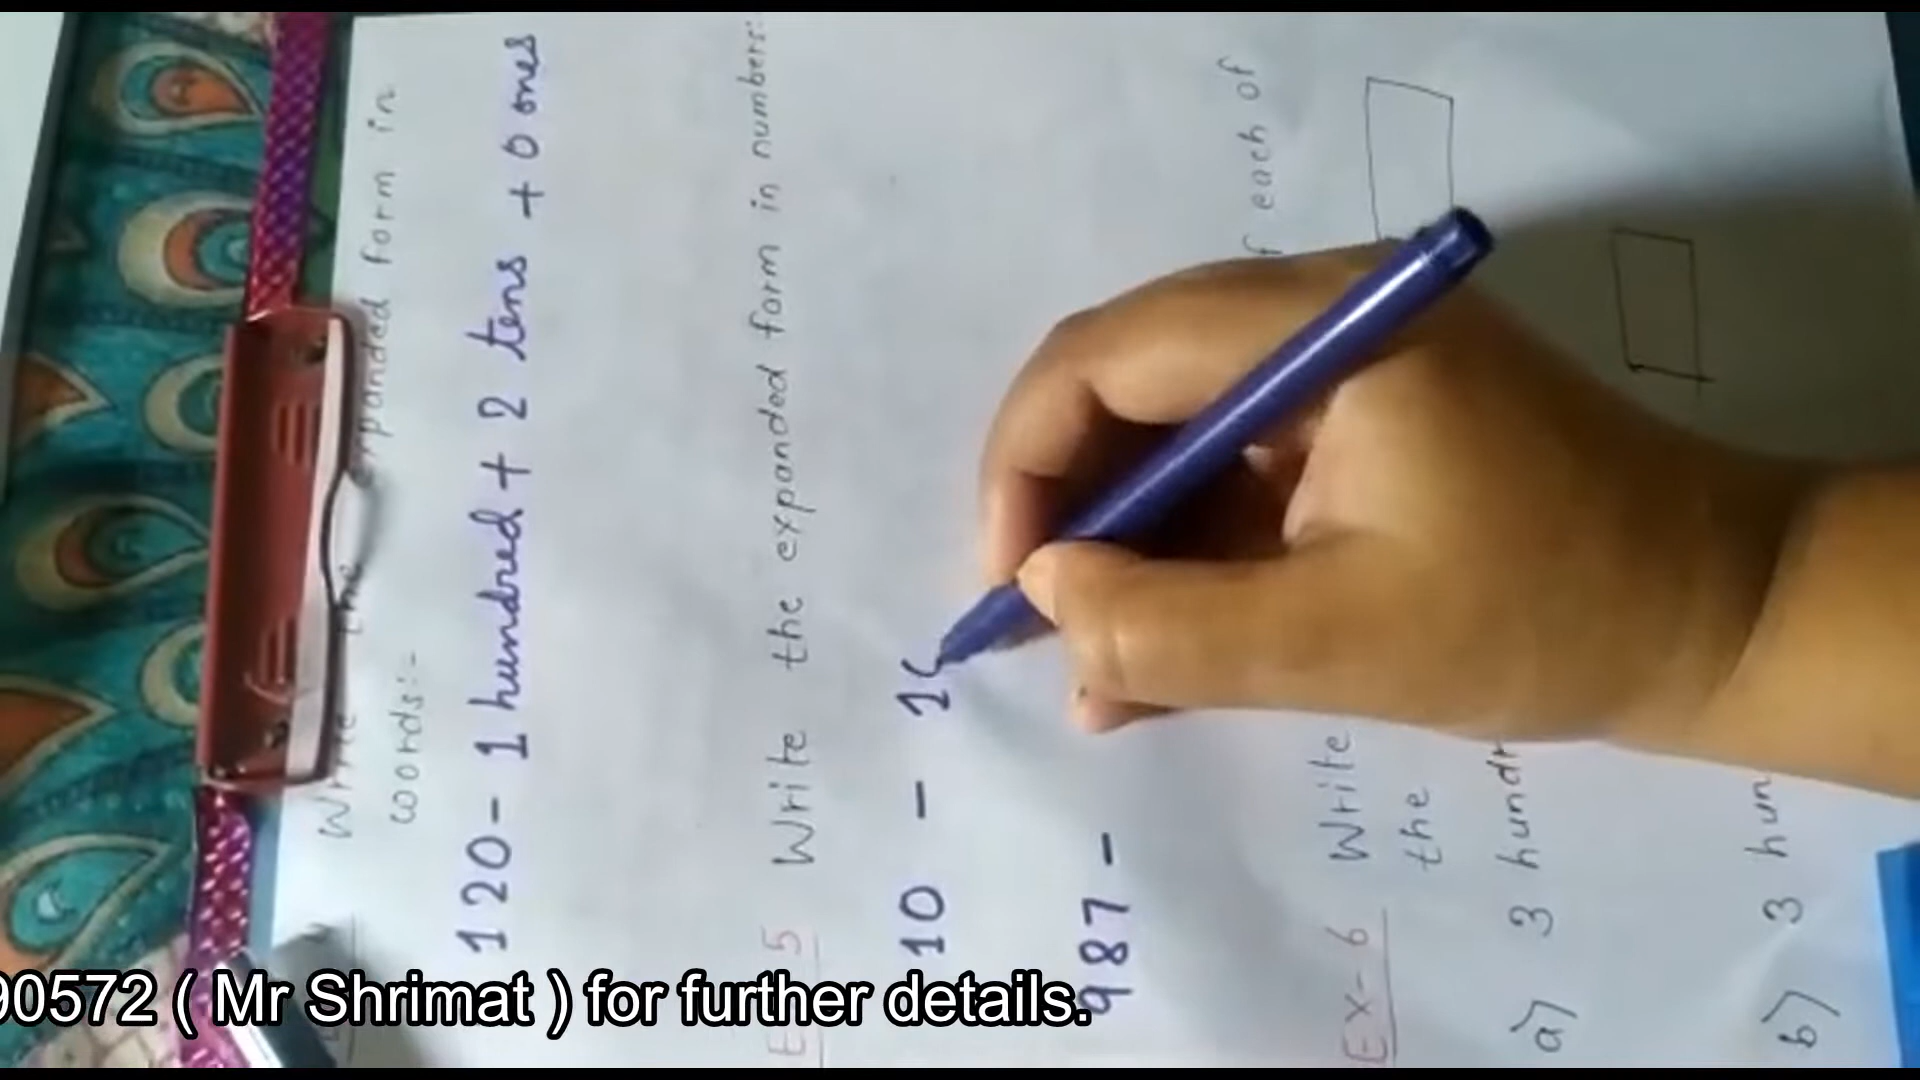 Write the expanded form in
words:-
120- 1 hundred + 2 tens + 0 ones
Ex-5 Write the expanded form in numbers:-
10 - 1
987 -
Ex-6 Write f each of
the
a) 3 hundr
b) 3 hun
90572 ( Mr Shrimat ) for further details.